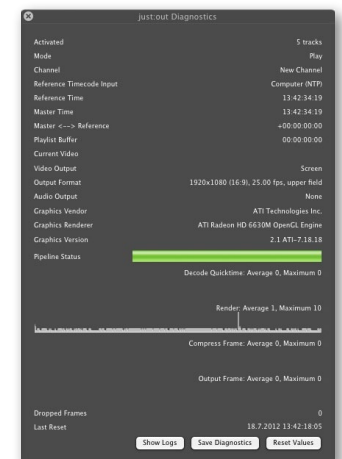 just:out Diagnostics
Activated 5 tracks
Mode Play
Channel New Channel
Reference Timecode Input Computer (NTP)
Reference Time 13:42:34:19
Master Time 13:42:34:19
Master <--> Reference +00:00:00:00
Playlist Buffer 00:00:00:00
Current Video
Video Output Screen
Output Format 1920x1080 (16:9), 25.00 fps, upper field
Audio Output None
Graphics Vendor ATI Technologies Inc.
Graphics Renderer ATI Radeon HD 6630M OpenGL Engine
Graphics Version 2.1 ATI-7.18.18
Pipeline Status
Decode Quicktime: Average 0, Maximum 0
Render: Average 1, Maximum 10
Compress Frame: Average 0, Maximum 0
Output Frame: Average 0, Maximum 0
Dropped Frames 0
Last Reset 18.7.2012 13:42:18:05
Show Logs Save Diagnostics Reset Values